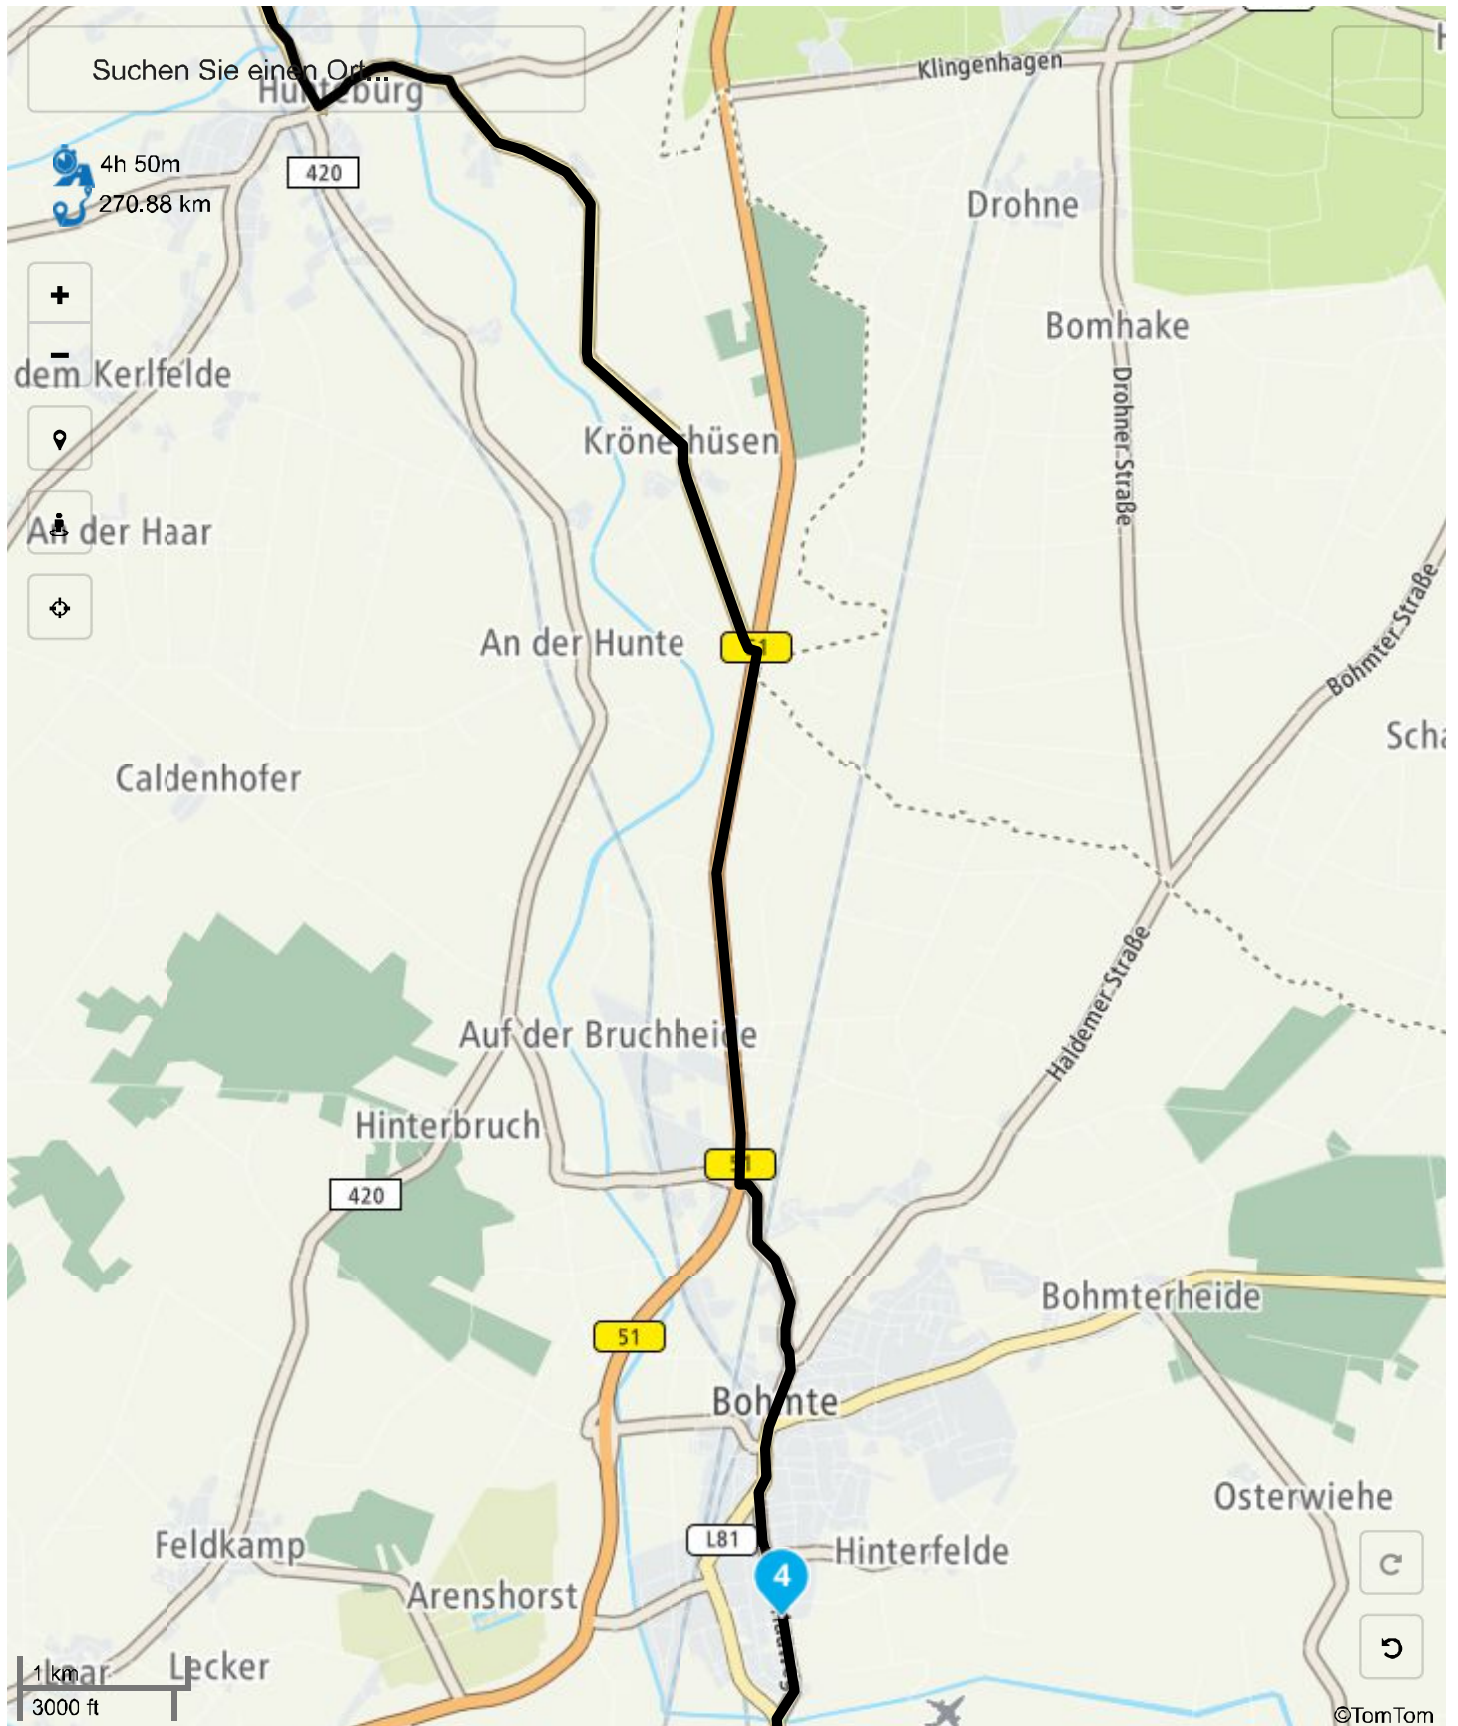 Suchen Sie einen Ort...
Hunteburg
Klingenhagen
4h 50m
420
270.88 km
Drohne
+
Bomhake
−
dem Kerlfelde
Drohner Straße
Krönerhüsen
An der Haar
An der Hunte
51
Bohmter Straße
Caldenhofer
Haldemer Straße
Auf der Bruchheide
Hinterbruch
51
420
Bohmterheide
51
Bohmte
Osterwiehe
L81
Hinterfelde
Feldkamp
4
Arenshorst
Lecker
1 km
3000 ft
©TomTom